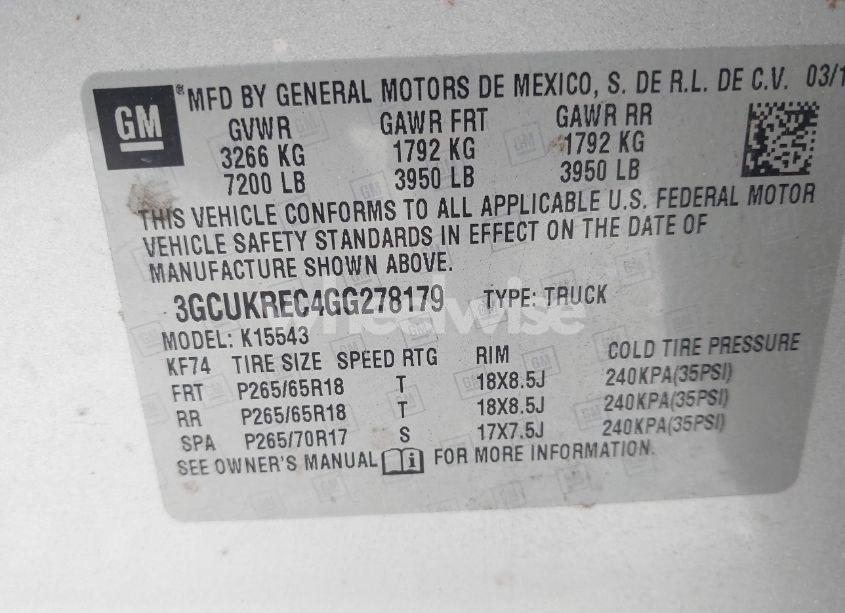 GM ® MFD BY GENERAL MOTORS DE MEXICO, S. DE R.L. DE C.V. 03/1
GVWR GAWR FRT GAWR RR
3266 KG 1792 KG 1792 KG
7200 LB 3950 LB 3950 LB
THIS VEHICLE CONFORMS TO ALL APPLICABLE U.S. FEDERAL MOTOR
VEHICLE SAFETY STANDARDS IN EFFECT ON THE DATE OF
MANUFACTURE SHOWN ABOVE.
3GCUKREC4GG278179 TYPE: TRUCK
wheelwise
MODEL: K15543
KF74 TIRE SIZE SPEED RTG RIM COLD TIRE PRESSURE
FRT P265/65R18 T 18X8.5J 240KPA(35PSI)
RR P265/65R18 T 18X8.5J 240KPA(35PSI)
SPA P265/70R17 S 17X7.5J 240KPA(35PSI)
SEE OWNER'S MANUAL i FOR MORE INFORMATION.